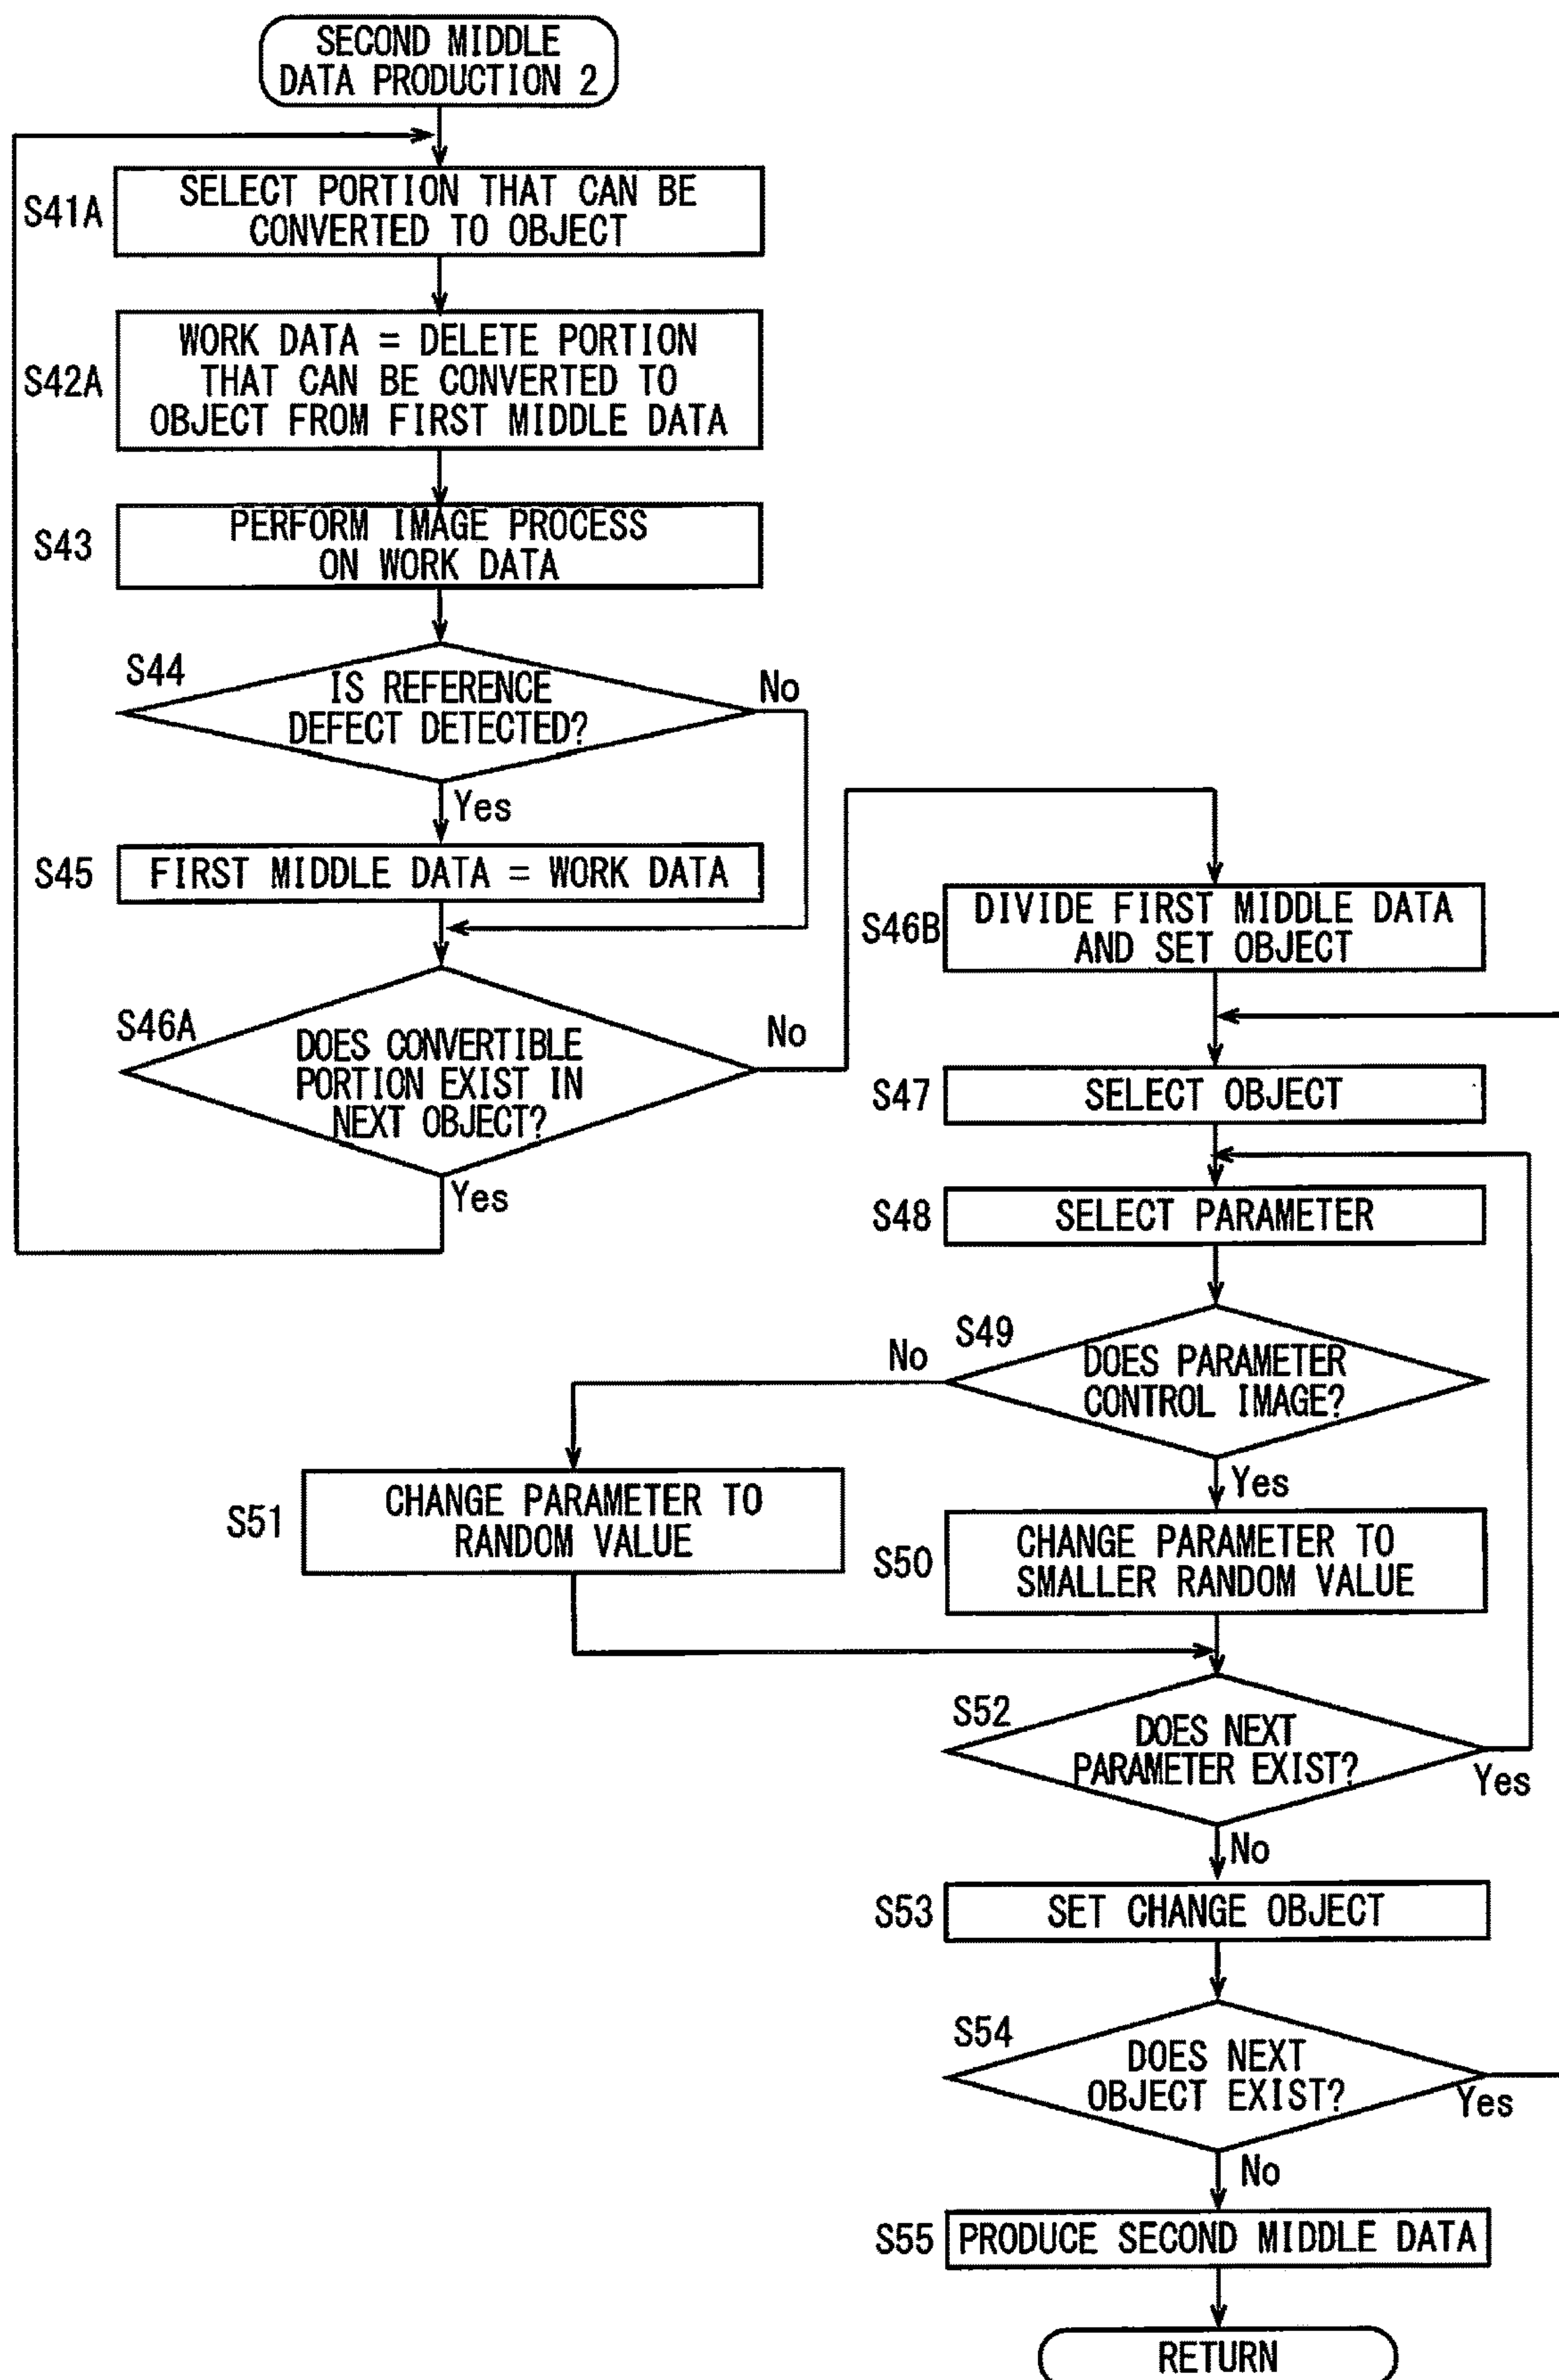 SECOND MIDDLE
DATA PRODUCTION 2
S41A
SELECT PORTION THAT CAN BE
CONVERTED TO OBJECT
S42A
WORK DATA = DELETE PORTION
THAT CAN BE CONVERTED TO
OBJECT FROM FIRST MIDDLE DATA
S43
PERFORM IMAGE PROCESS
ON WORK DATA
S44
IS REFERENCE
DEFECT DETECTED?
No
Yes
S45
FIRST MIDDLE DATA = WORK DATA
S46A
DOES CONVERTIBLE
PORTION EXIST IN
NEXT OBJECT?
No
Yes
S46B
DIVIDE FIRST MIDDLE DATA
AND SET OBJECT
S47
SELECT OBJECT
S48
SELECT PARAMETER
S49
DOES PARAMETER
CONTROL IMAGE?
No
Yes
S51
CHANGE PARAMETER TO
RANDOM VALUE
S50
CHANGE PARAMETER TO
SMALLER RANDOM VALUE
S52
DOES NEXT
PARAMETER EXIST?
Yes
No
S53
SET CHANGE OBJECT
S54
DOES NEXT
OBJECT EXIST?
Yes
No
S55
PRODUCE SECOND MIDDLE DATA
RETURN